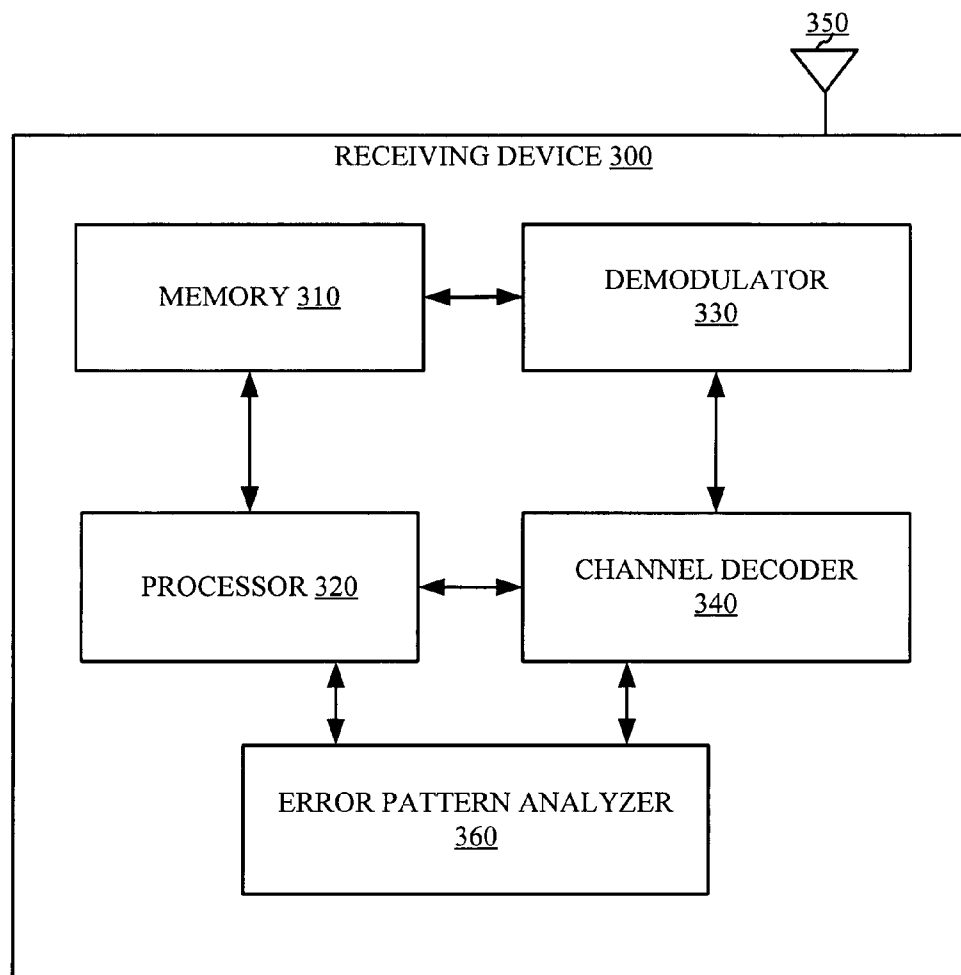 350
RECEIVING DEVICE 300
MEMORY 310
DEMODULATOR
330
PROCESSOR 320
CHANNEL DECODER
340
ERROR PATTERN ANALYZER
360